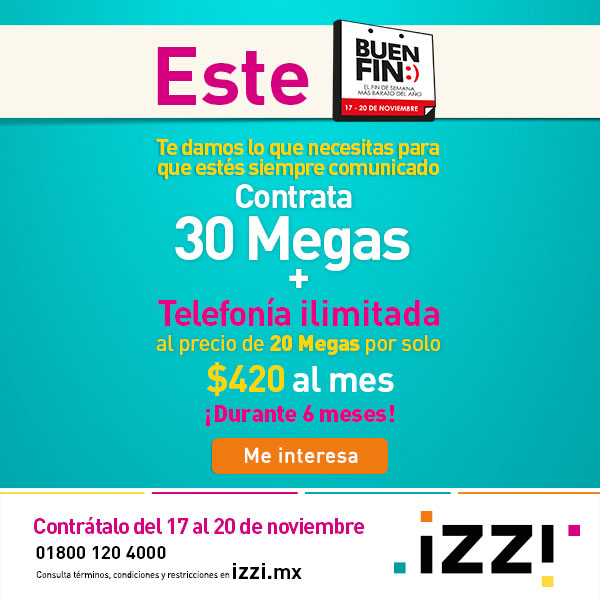 Este
BUEN
FIN:)
EL FIN DE SEMANA
MÁS BARATO DEL AÑO
17 - 20 DE NOVIEMBRE
Te damos lo que necesitas para
que estés siempre comunicado
Contrata
30 Megas
+
Telefonía ilimitada
al precio de 20 Megas por solo
$420 al mes
¡Durante 6 meses!
Me interesa
Contrátalo del 17 al 20 de noviembre
01800 120 4000
Consulta términos, condiciones y restricciones en izzi.mx
izzi